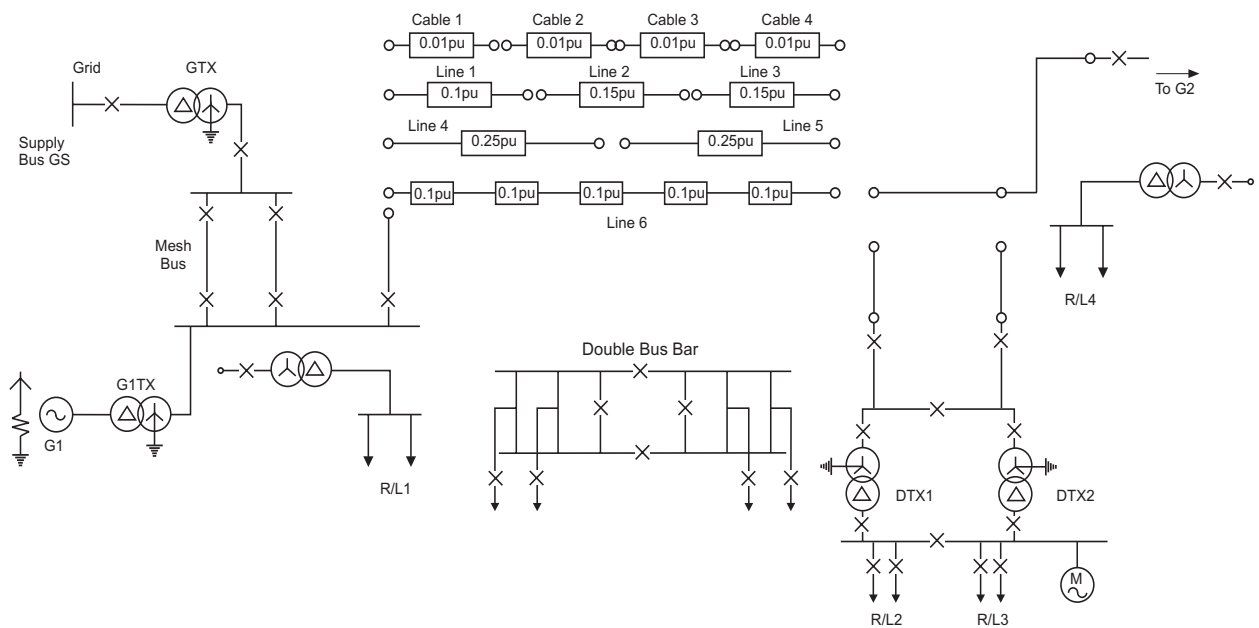 Cable 1 Cable 2 Cable 3 Cable 4
0.01pu 0.01pu 0.01pu 0.01pu
Line 1 Line 2 Line 3
0.1pu 0.15pu 0.15pu
Line 4 Line 5
0.25pu 0.25pu
0.1pu 0.1pu 0.1pu 0.1pu 0.1pu
Line 6
Grid
GTX
Supply
Bus GS
Mesh
Bus
G1TX
G1
R/L1
Double Bus Bar
To G2
R/L4
DTX1
DTX2
M
R/L2
R/L3